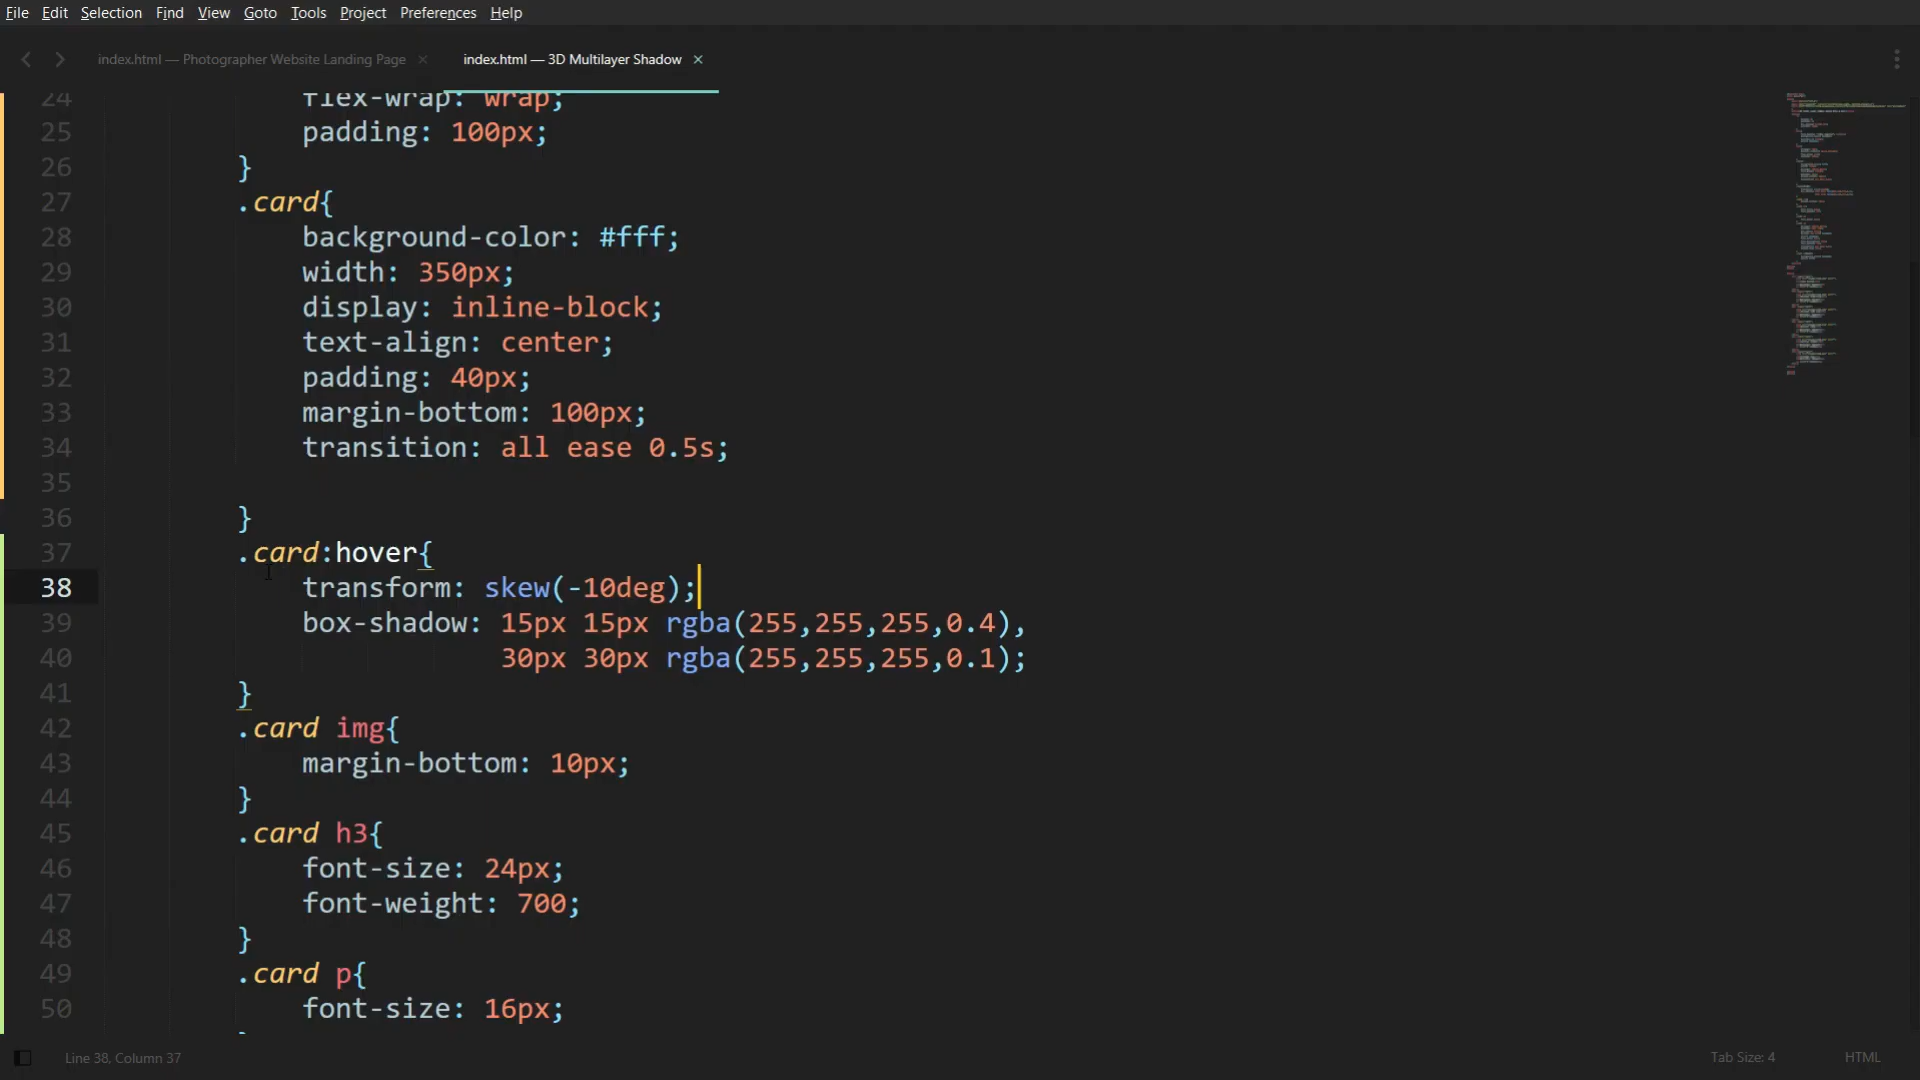 File Edit Selection Find View Goto Tools Project Preferences Help
index.html — Photographer Website Landing Page × index.html — 3D Multilayer Shadow ×
24 flex-wrap: wrap;
25 padding: 100px;
26 }
27 .card{
28 background-color: #fff;
29 width: 350px;
30 display: inline-block;
31 text-align: center;
32 padding: 40px;
33 margin-bottom: 100px;
34 transition: all ease 0.5s;
35
36 }
37 .card:hover{
38 transform: skew(-10deg);
39 box-shadow: 15px 15px rgba(255,255,255,0.4),
40 30px 30px rgba(255,255,255,0.1);
41 }
42 .card img{
43 margin-bottom: 10px;
44 }
45 .card h3{
46 font-size: 24px;
47 font-weight: 700;
48 }
49 .card p{
50 font-size: 16px;
Line 38, Column 37 Tab Size: 4 HTML